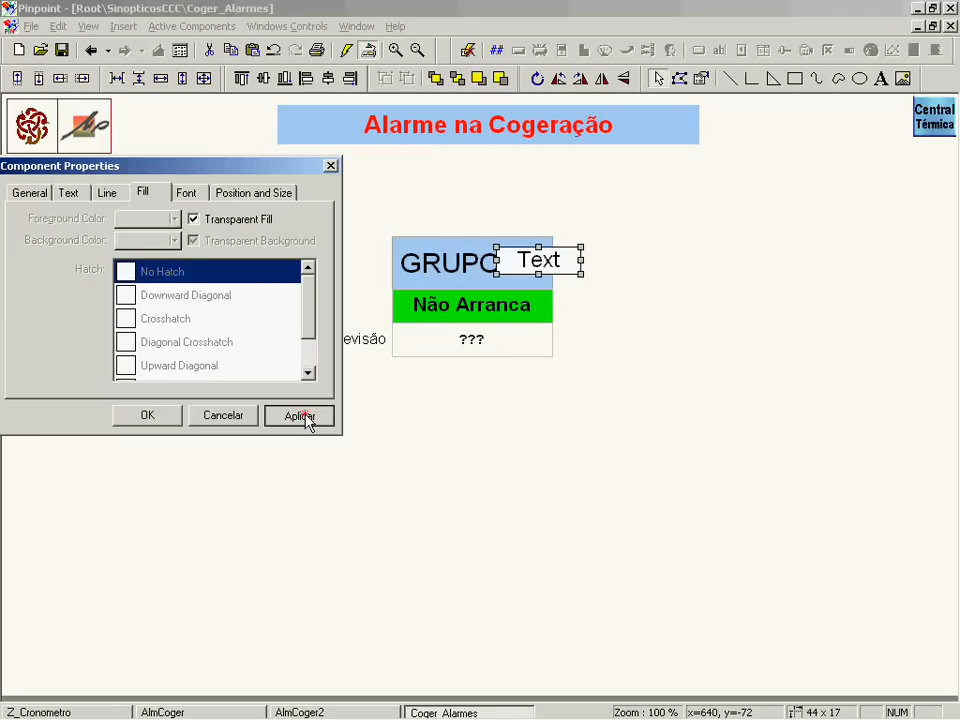 Pinpoint - [Root\SinopticosCCC\Coger_Alarmes]
File Edit View Insert Active Components Windows Controls Window Help
Alarme na Cogeração
Central
Térmica
Component Properties
General Text Line Fill Font Position and Size
Foreground Color: Transparent Fill
Background Color: Transparent Background
Hatch: No Hatch
Downward Diagonal
Crosshatch
Diagonal Crosshatch
Upward Diagonal
OK Cancelar Aplicar
GRUPO Text
Não Arranca
evisão ???
Z_Cronometro AlmCoger AlmCoger2 Coger_Alarmes Zoom : 100 % x=640, y=-72 44 x 17 NUM